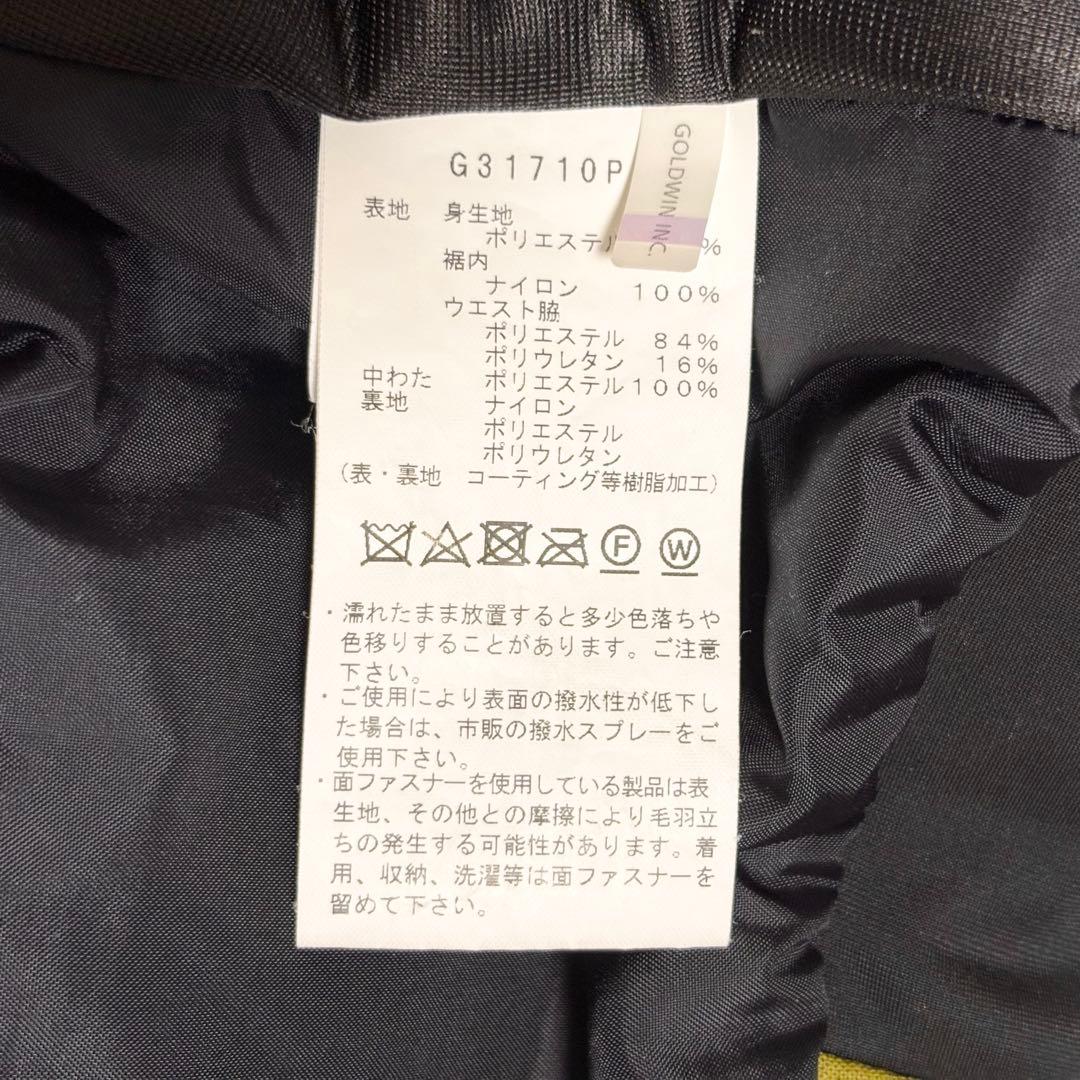 G31710P
GOLDWIN INC.
表地 身生地
ポリエステル %
裾内
ナイロン 100%
ウエスト脇
ポリエステル 84%
ポリウレタン 16%
中わた ポリエステル100%
裏地 ナイロン
ポリエステル
ポリウレタン
(表・裏地 コーティング等樹脂加工)
F W
・濡れたまま放置すると多少色落ちや
色移りすることがあります。ご注意
下さい。
・ご使用により表面の撥水性が低下し
た場合は、市販の撥水スプレーをご
使用下さい。
・面ファスナーを使用している製品は表
生地、その他との摩擦により毛羽立
ちの発生する可能性があります。着
用、収納、洗濯等は面ファスナーを
留めて下さい。